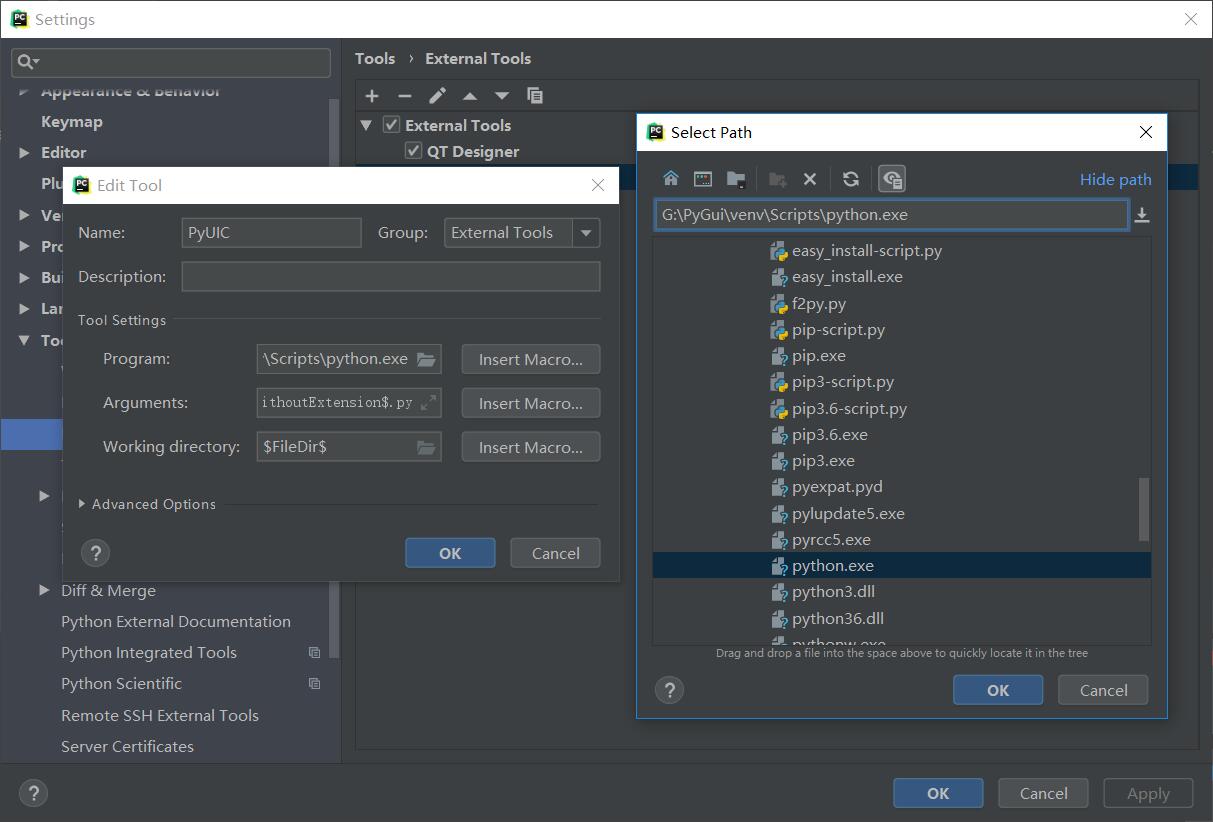 Settings
Tools › External Tools
Appearance & Behavior
Keymap
Editor
Plu
Ve
Pro
Bui
Lan
Too
Diff & Merge
Python External Documentation
Python Integrated Tools
Python Scientific
Remote SSH External Tools
Server Certificates
External Tools
QT Designer
Edit Tool
Name: PyUIC Group: External Tools
Description:
Tool Settings
Program: \Scripts\python.exe Insert Macro...
Arguments: ithoutExtension$.py Insert Macro...
Working directory: $FileDir$ Insert Macro...
Advanced Options
? OK Cancel
Select Path
Hide path
G:\PyGui\venv\Scripts\python.exe
easy_install-script.py
easy_install.exe
f2py.py
pip-script.py
pip.exe
pip3-script.py
pip3.6-script.py
pip3.6.exe
pip3.exe
pyexpat.pyd
pylupdate5.exe
pyrcc5.exe
python.exe
python3.dll
python36.dll
pythonw.exe
Drag and drop a file into the space above to quickly locate it in the tree
? OK Cancel
? OK Cancel Apply